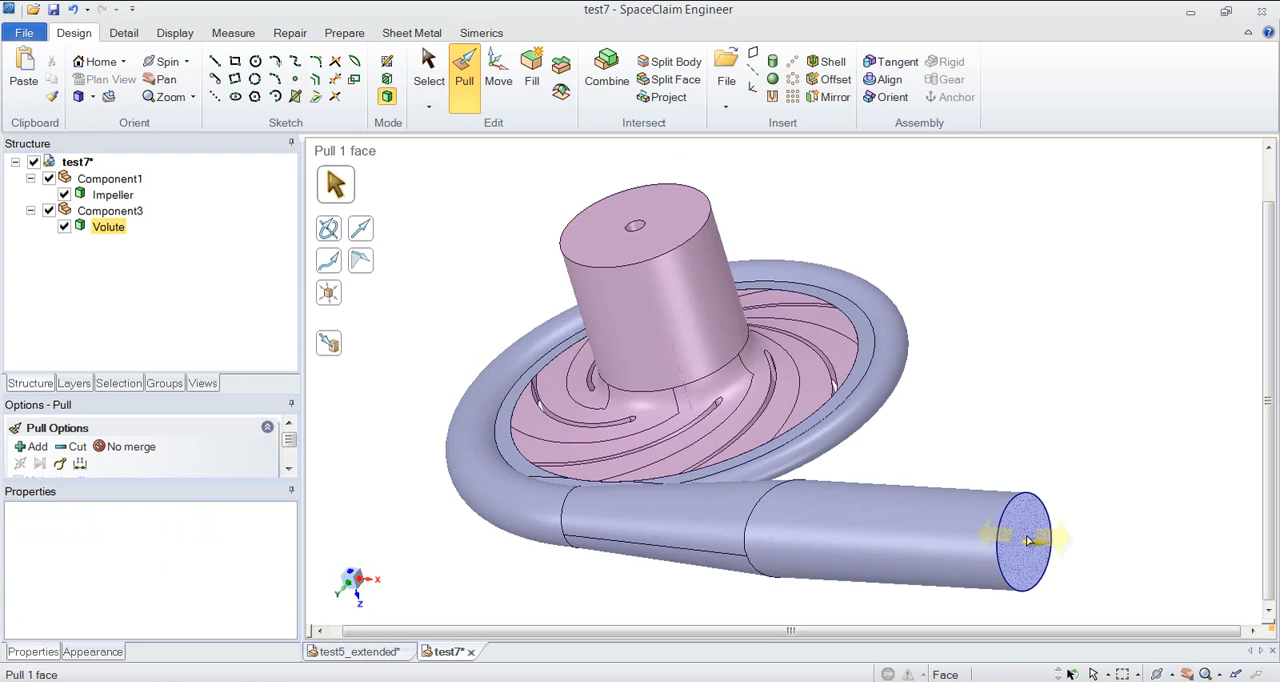 test7 - SpaceClaim Engineer
File Design Detail Display Measure Repair Prepare Sheet Metal Simerics
Paste
Home Spin
Plan View Pan
Zoom
Select Pull Move Fill
Combine
Split Body
Split Face
Project
File
Shell
Offset
Mirror
Tangent Rigid
Align Gear
Orient Anchor
Clipboard Orient Sketch Mode Edit Intersect Insert Assembly
Structure
test7*
Component1
Impeller
Component3
Volute
Structure Layers Selection Groups Views
Options - Pull
Pull Options
Add Cut No merge
Properties
Properties Appearance
Pull 1 face
X
Y
Z
test5_extended* test7*
Pull 1 face
Face